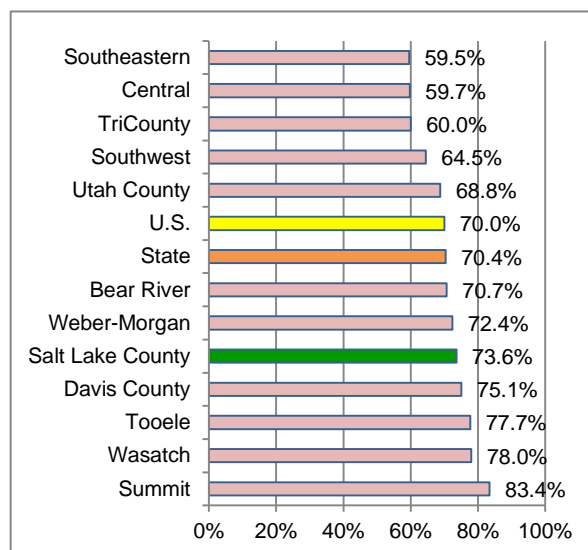 Southeastern 59.5%
Central 59.7%
TriCounty 60.0%
Southwest 64.5%
Utah County 68.8%
U.S. 70.0%
State 70.4%
Bear River 70.7%
Weber-Morgan 72.4%
Salt Lake County 73.6%
Davis County 75.1%
Tooele 77.7%
Wasatch 78.0%
Summit 83.4%
0% 20% 40% 60% 80% 100%